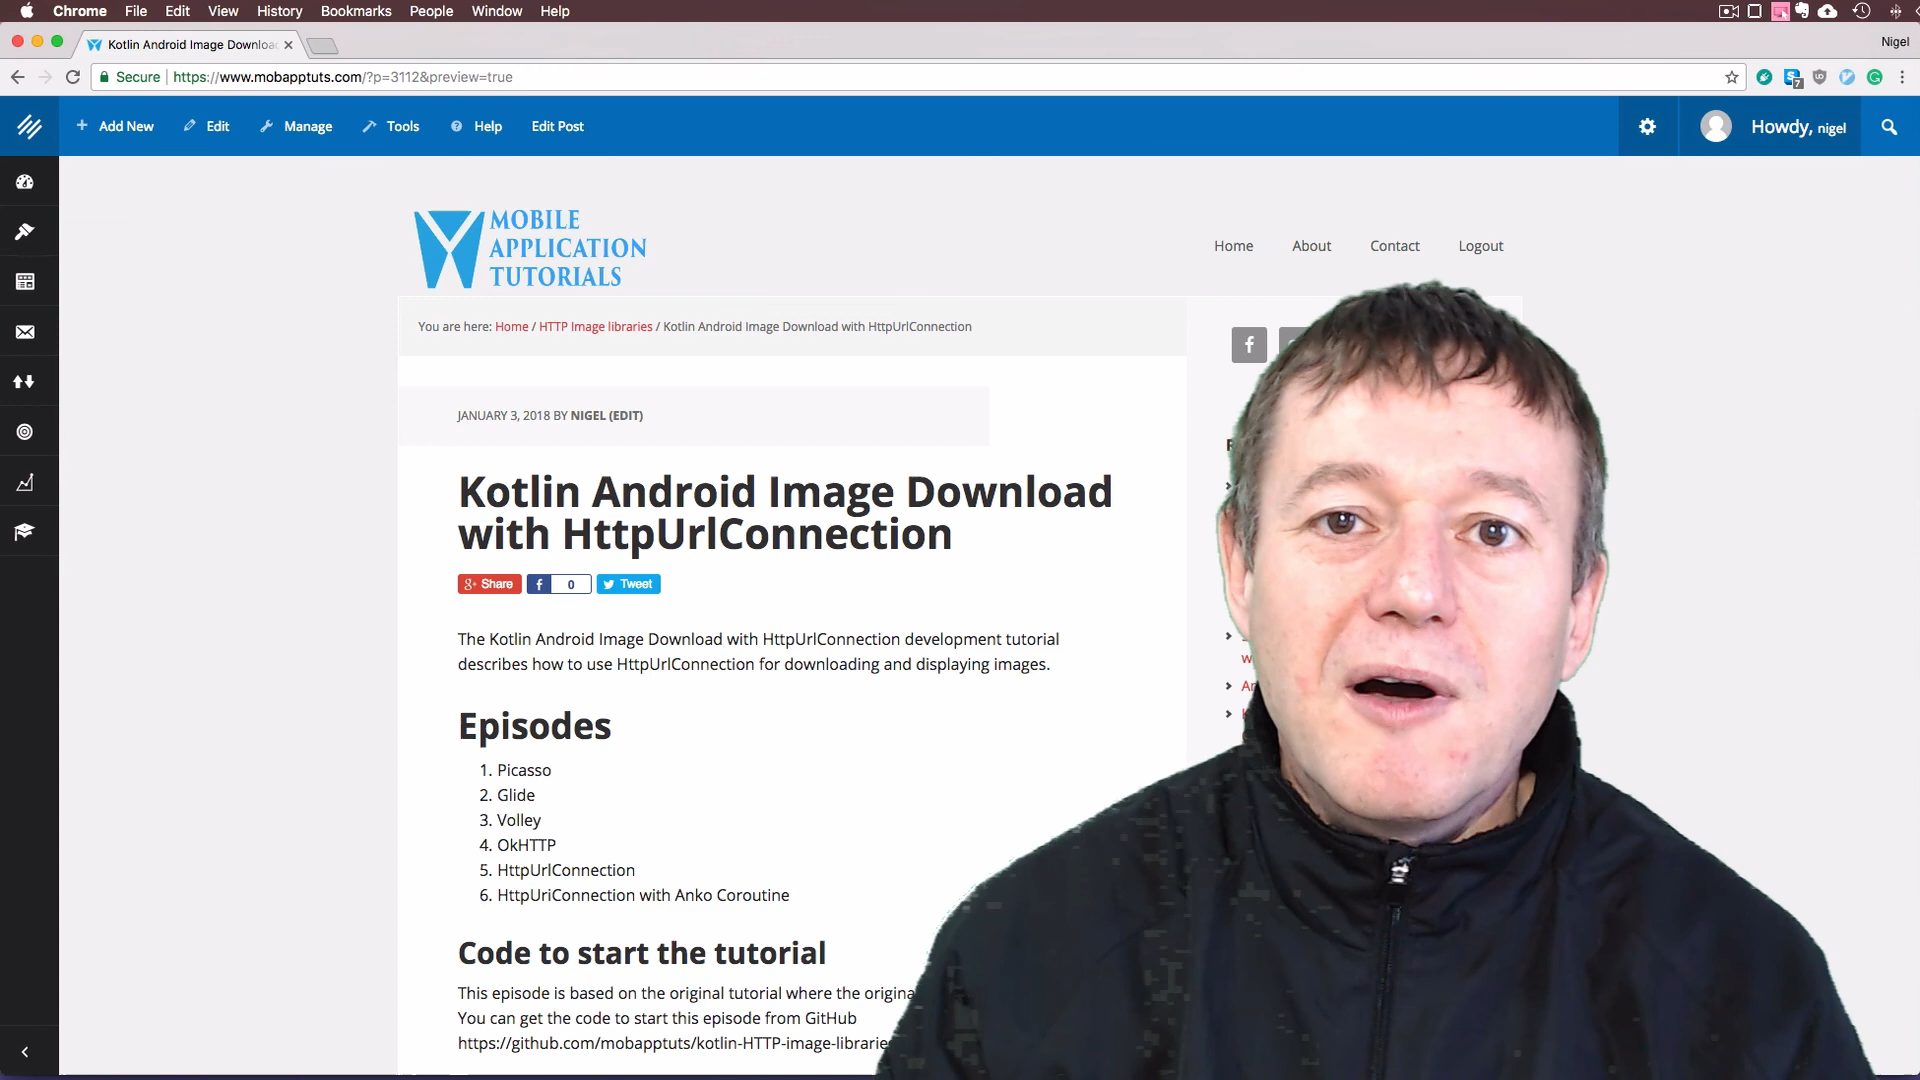 Chrome File Edit View History Bookmarks People Window Help
Kotlin Android Image Downloa
Nigel
Secure https://www.mobapptuts.com/?p=3112&preview=true
7
Add New Edit Manage Tools Help Edit Post
Howdy, nigel
MOBILE
APPLICATION
TUTORIALS
Home About Contact Logout
You are here: Home / HTTP Image libraries / Kotlin Android Image Download with HttpUrlConnection
JANUARY 3, 2018 BY NIGEL (EDIT)
Kotlin Android Image Download
with HttpUrlConnection
Share 0 Tweet
The Kotlin Android Image Download with HttpUrlConnection development tutorial
describes how to use HttpUrlConnection for downloading and displaying images.
Episodes
1. Picasso
2. Glide
3. Volley
4. OkHTTP
5. HttpUrlConnection
6. HttpUrlConnection with Anko Coroutine
Code to start the tutorial
This episode is based on the original tutorial where the origina
You can get the code to start this episode from GitHub
https://github.com/mobapptuts/kotlin-HTTP-image-librarie